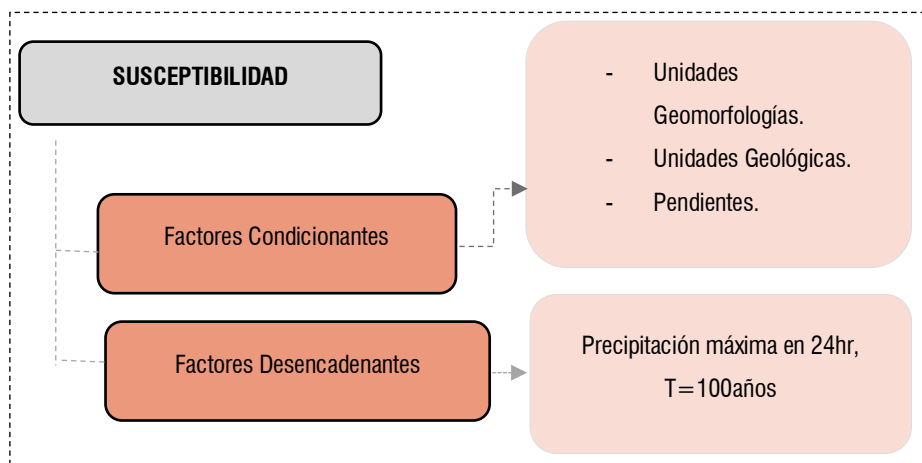 SUSCEPTIBILIDAD
- Unidades
Geomorfologías.
- Unidades Geológicas.
- Pendientes.
Factores Condicionantes
Factores Desencadenantes
Precipitación máxima en 24hr,
T=100años